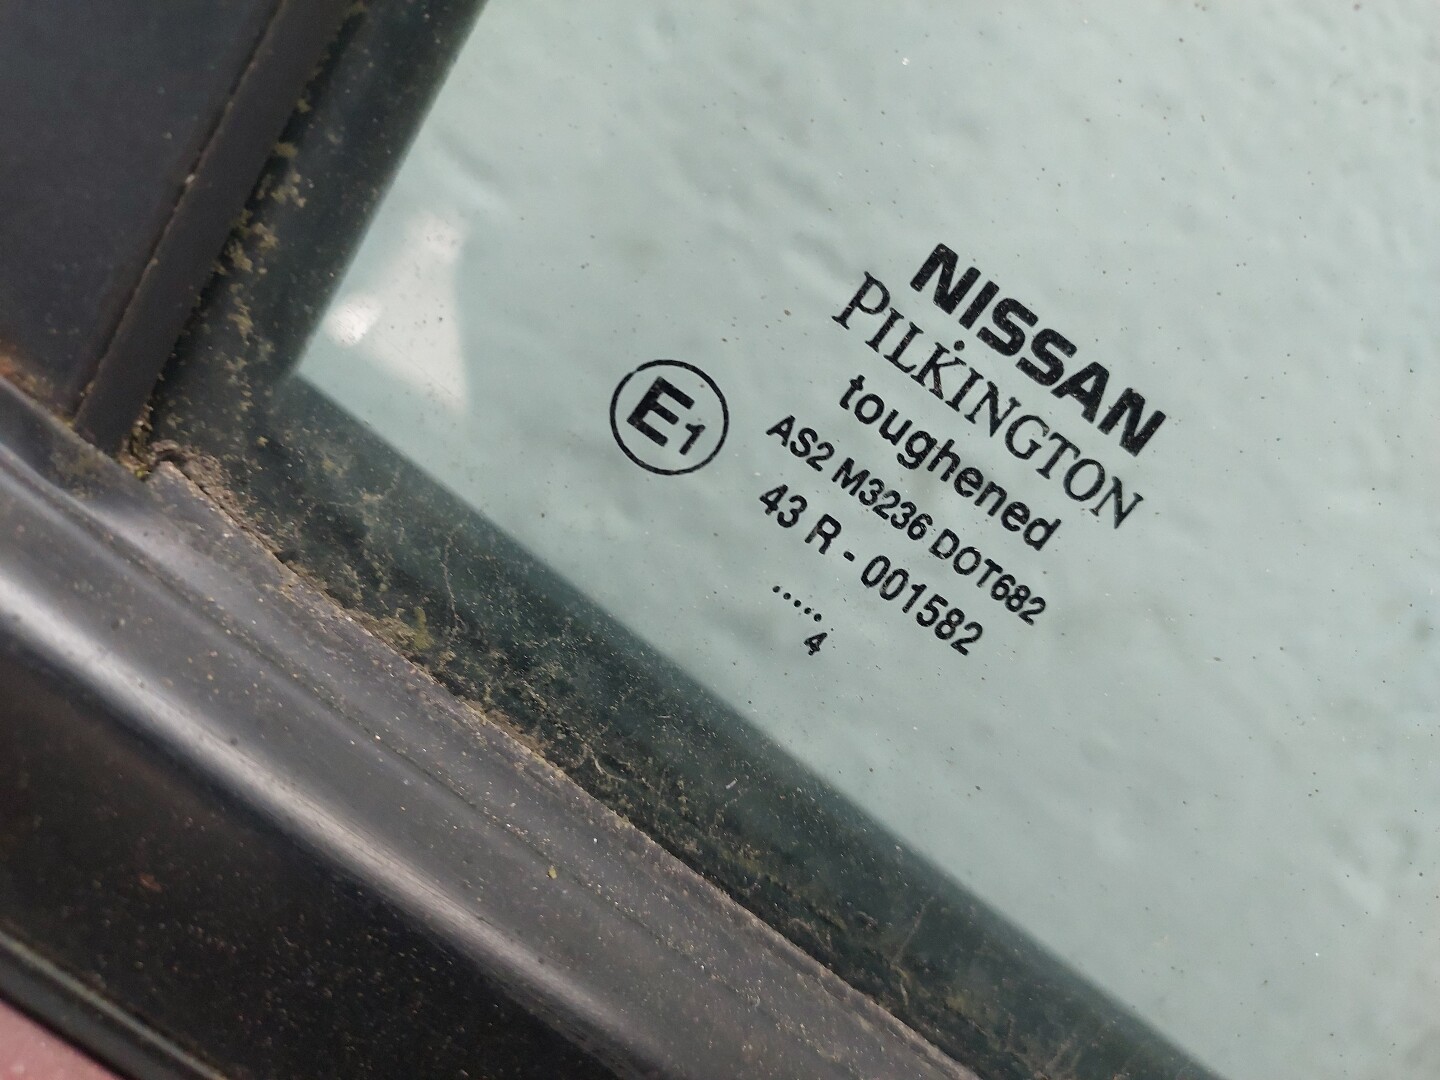 NISSAN
PILKINGTON
toughened
E1
AS2 M3236 DOT682
43 R - 001582
.....
4